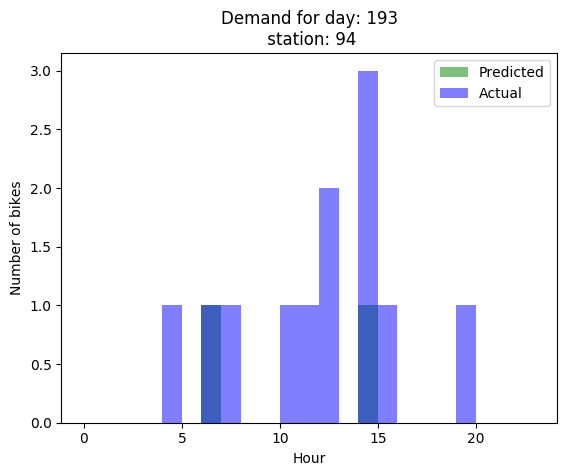 Demand for day: 193
station: 94
Predicted
Actual
3.0
2.5
2.0
1.5
1.0
0.5
0.0
Number of bikes
0 5 10 15 20
Hour